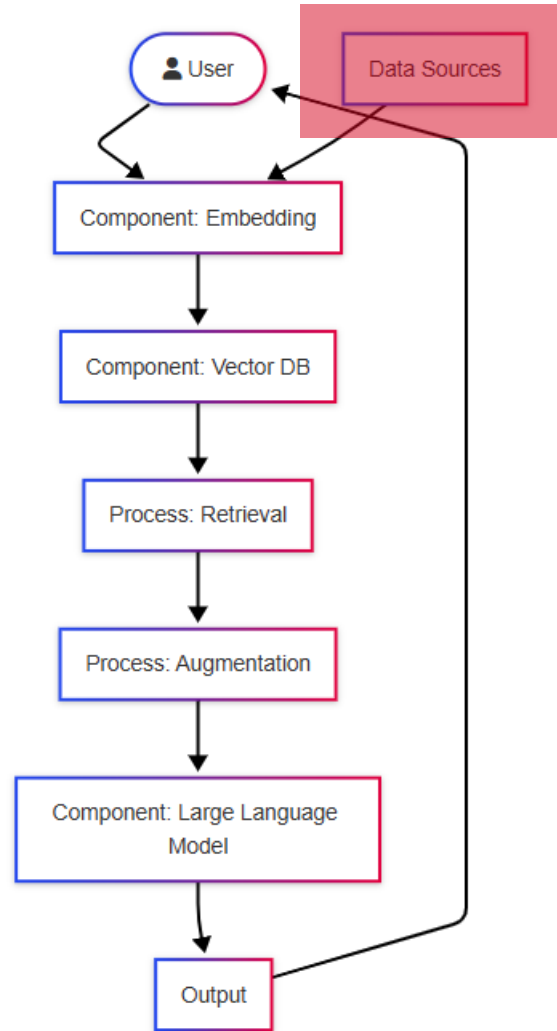 User
Data Sources
Component: Embedding
Component: Vector DB
Process: Retrieval
Process: Augmentation
Component: Large Language
Model
Output